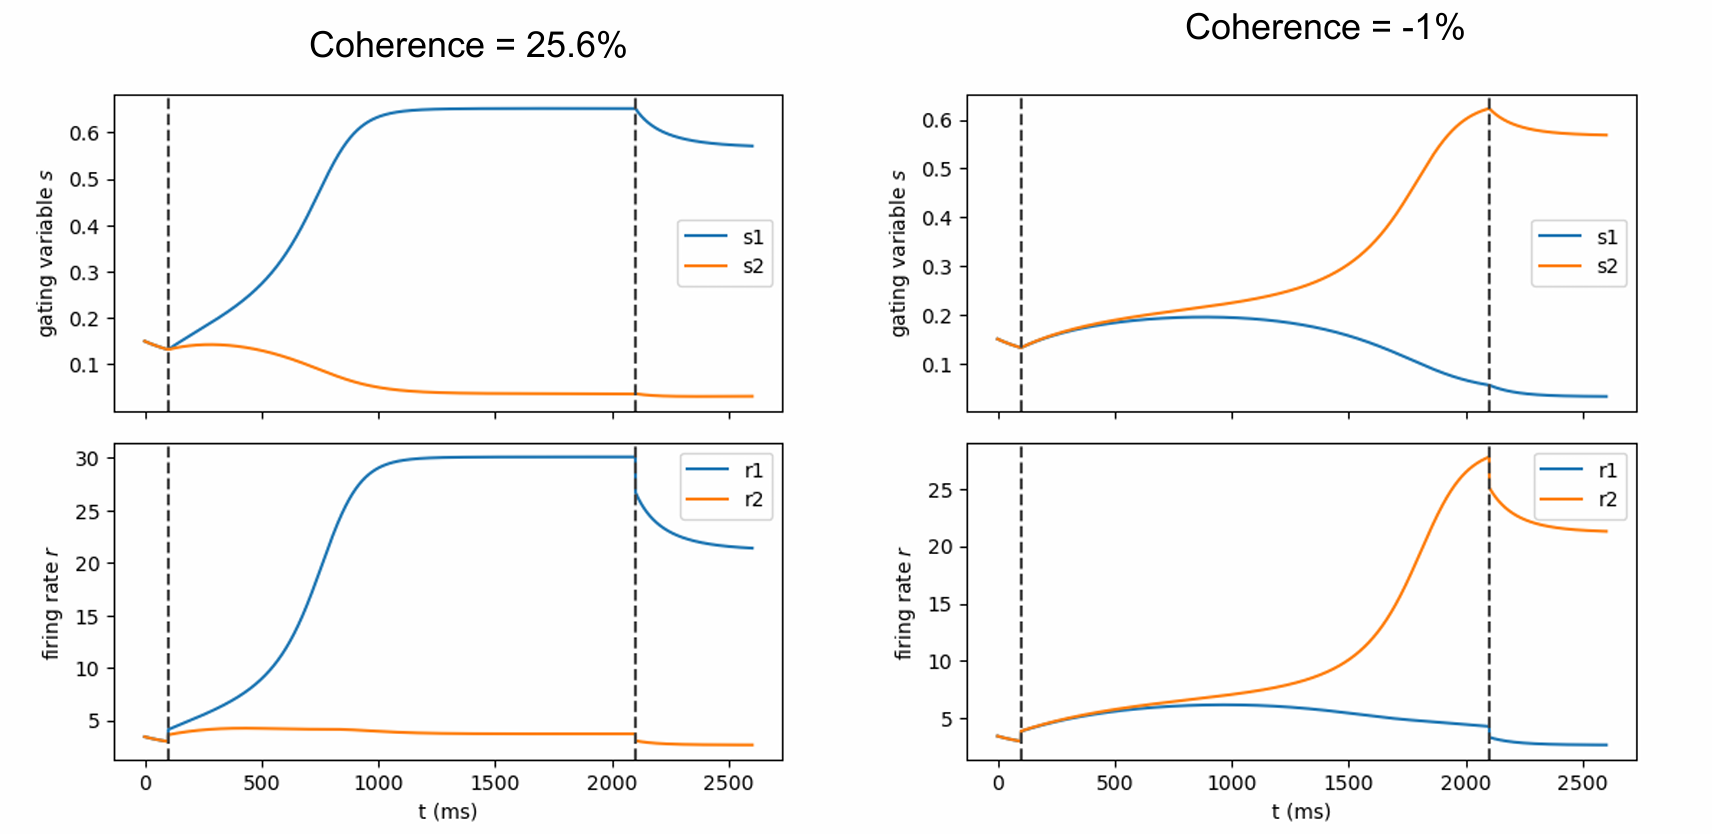 Coherence = 25.6%
gating variable s
0.6
0.5
0.4
0.3
0.2
0.1
s1
s2
firing rate r
30
25
20
15
10
5
r1
r2
0 500 1000 1500 2000 2500
t (ms)
Coherence = -1%
gating variable s
0.6
0.5
0.4
0.3
0.2
0.1
s1
s2
firing rate r
25
20
15
10
5
r1
r2
0 500 1000 1500 2000 2500
t (ms)